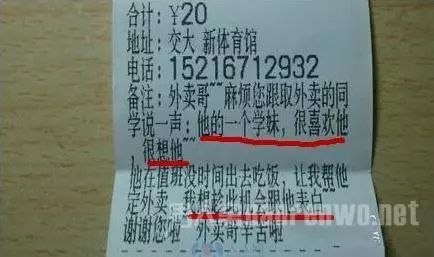 合计: ¥20
地址: 交大 新体育馆
电话: 15216712932
备注: 外卖哥~~麻烦您跟取外卖的同
学说一声: 他的一个学妹, 很喜欢他
, 很想他~~
他在值班没时间出去吃饭, 让我帮他
定外卖~~我就趁此机会跟他表白~~
谢谢您啦~~外卖哥辛苦啦~~
renwo.net